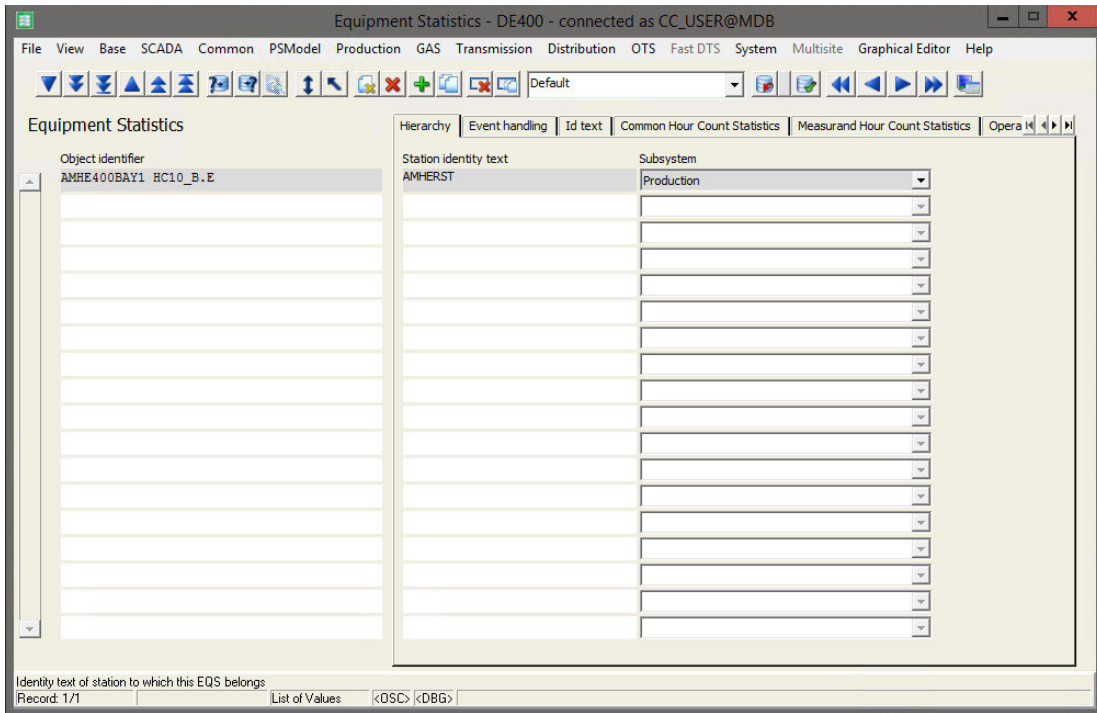 Equipment Statistics - DE400 - connected as CC_USER@MDB
File View Base SCADA Common PSModel Production GAS Transmission Distribution OTS Fast DTS System Multisite Graphical Editor Help
Default
Equipment Statistics
Hierarchy Event handling Id text Common Hour Count Statistics Measurand Hour Count Statistics Opera
Object identifier Station identity text Subsystem
AMHE400BAY1 HC10_B.E AMHERST Production
Identity text of station to which this EQS belongs
Record: 1/1 List of Values <OSC> <DBG>